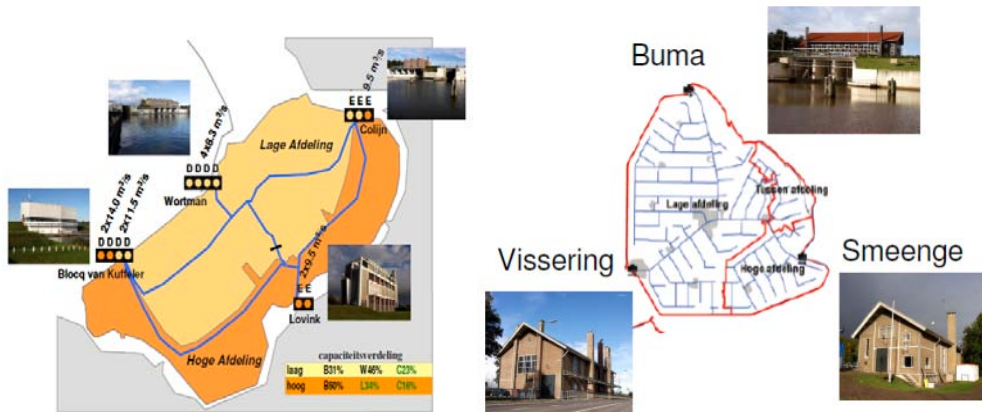 E E E
9.5 m³/s
Colijn
Lage Afdeling
4x8.3 m³/s
D D D D
Wortman
2x14.0 m³/s
2x11.5 m³/s
D D D D
Blocq van Kuffeler
2x9.5 m³/s
E E
Lovink
Hoge Afdeling
capaciteitsverdeling
laag B31% W46% C23%
hoog B50% L34% C16%
Buma
Tussen afdeling
Lage afdeling
Vissering
Hoge afdeling
Smeenge